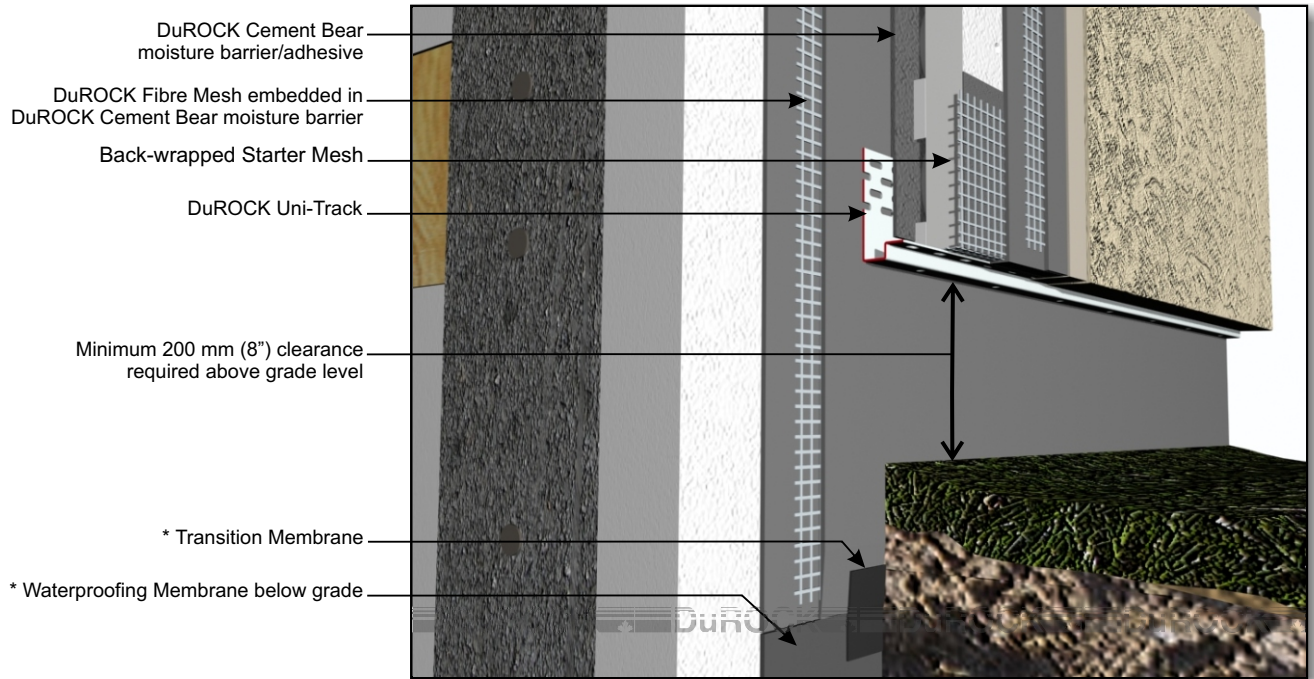 DuROCK Cement Bear
moisture barrier/adhesive
DuROCK Fibre Mesh embedded in
DuROCK Cement Bear moisture barrier
Back-wrapped Starter Mesh
DuROCK Uni-Track
Minimum 200 mm (8”) clearance
required above grade level
* Transition Membrane
* Waterproofing Membrane below grade
DuROCK